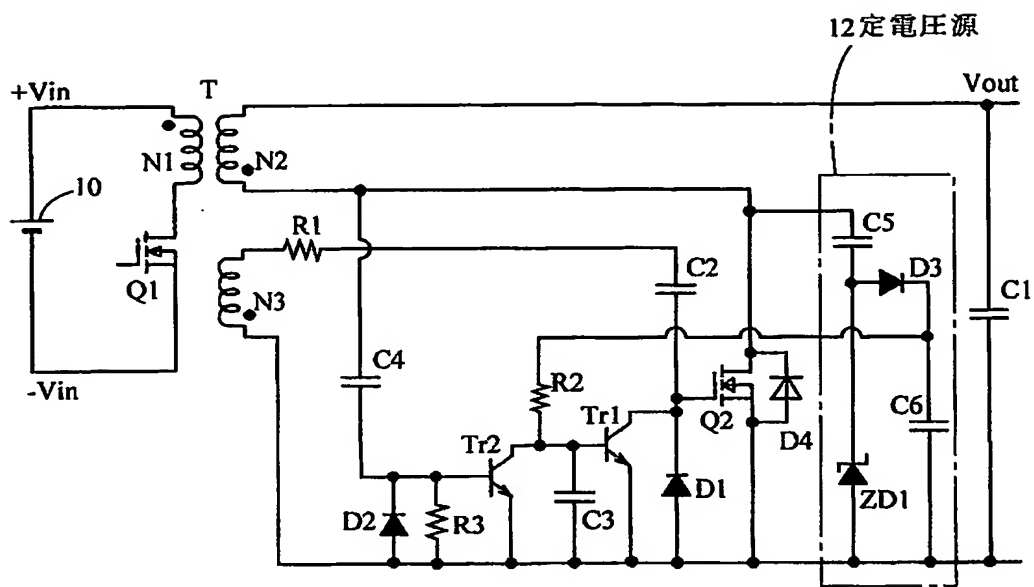 12定電圧源
+Vin
T
Vout
N1
N2
10
R1
C5
Q1
C2
D3
N3
C1
C4
R2
-Vin
Tr1
Q2
C6
Tr2
D4
D2
R3
C3
D1
ZD1